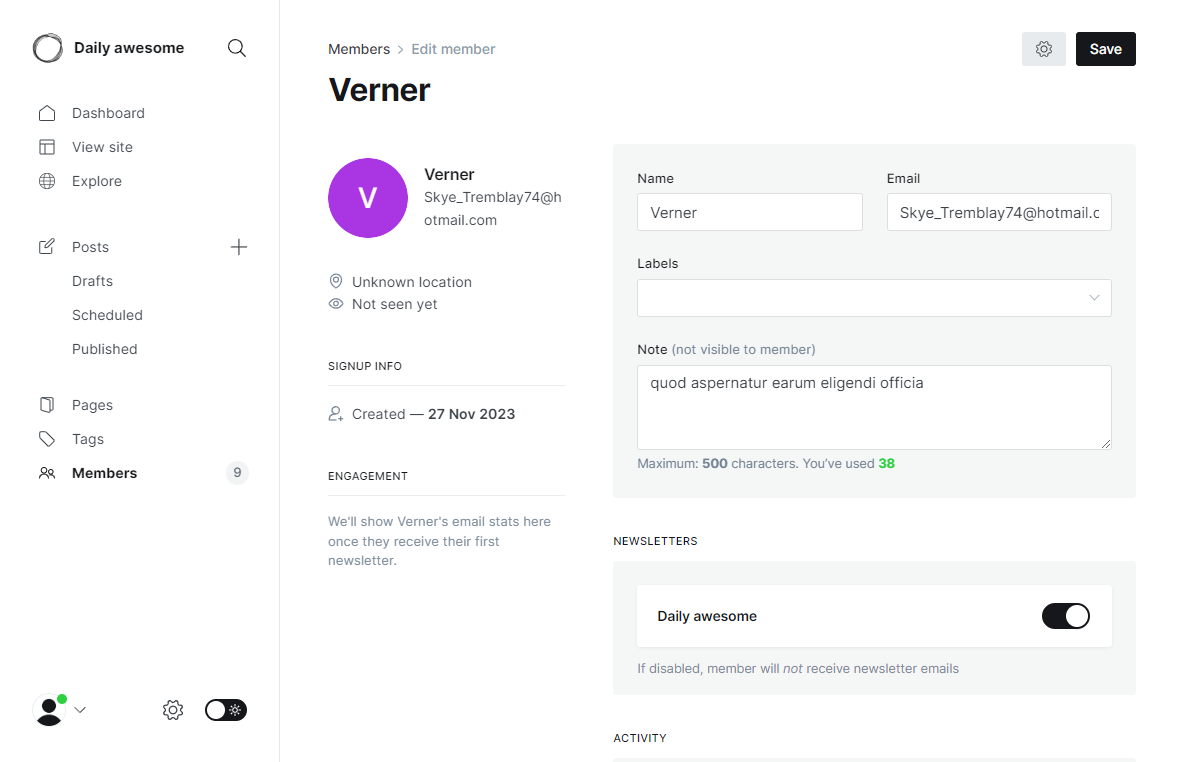 Daily awesome
Dashboard
View site
Explore
Posts
Drafts
Scheduled
Published
Pages
Tags
Members
9
Members > Edit member
Save
Verner
V
Verner
Skye_Tremblay74@h
otmail.com
Unknown location
Not seen yet
SIGNUP INFO
Created — 27 Nov 2023
ENGAGEMENT
We'll show Verner's email stats here
once they receive their first
newsletter.
Name
Verner
Email
Skye_Tremblay74@hotmail.c
Labels
Note (not visible to member)
quod aspernatur earum eligendi officia
Maximum: 500 characters. You've used 38
NEWSLETTERS
Daily awesome
If disabled, member will not receive newsletter emails
ACTIVITY